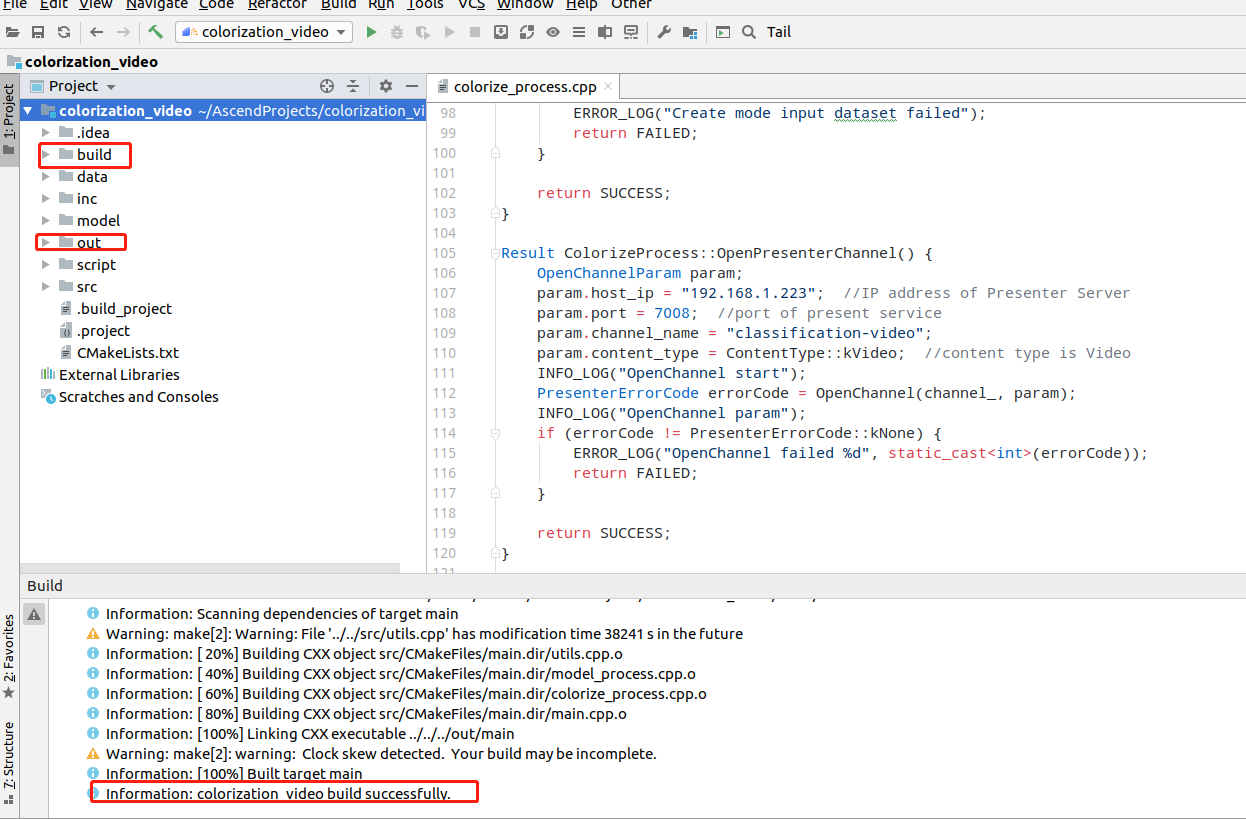 File Edit View Navigate Code Refactor Build Run Tools VCS Window Help Other
colorization_video Tail
colorization_video
1: Project
Project
colorization_video ~/AscendProjects/colorization_vi
.idea
build
data
inc
model
out
script
src
.build_project
.project
CMakeLists.txt
External Libraries
Scratches and Consoles
colorize_process.cpp
98 ERROR_LOG("Create mode input dataset failed");
99 return FAILED;
100 }
101
102 return SUCCESS;
103 }
104
105 Result ColorizeProcess::OpenPresenterChannel() {
106 OpenChannelParam param;
107 param.host_ip = "192.168.1.223"; //IP address of Presenter Server
108 param.port = 7008; //port of present service
109 param.channel_name = "classification-video";
110 param.content_type = ContentType::kVideo; //content type is Video
111 INFO_LOG("OpenChannel start");
112 PresenterErrorCode errorCode = OpenChannel(channel_, param);
113 INFO_LOG("OpenChannel param");
114 if (errorCode != PresenterErrorCode::kNone) {
115 ERROR_LOG("OpenChannel failed %d", static_cast<int>(errorCode));
116 return FAILED;
117 }
118
119 return SUCCESS;
120 }
121
Build
2: Favorites
7: Structure
Information: Scanning dependencies of target main
Warning: make[2]: Warning: File '../../src/utils.cpp' has modification time 38241 s in the future
Information: [ 20%] Building CXX object src/CMakeFiles/main.dir/utils.cpp.o
Information: [ 40%] Building CXX object src/CMakeFiles/main.dir/model_process.cpp.o
Information: [ 60%] Building CXX object src/CMakeFiles/main.dir/colorize_process.cpp.o
Information: [ 80%] Building CXX object src/CMakeFiles/main.dir/main.cpp.o
Information: [100%] Linking CXX executable ../../../out/main
Warning: make[2]: warning:  Clock skew detected.  Your build may be incomplete.
Information: [100%] Built target main
Information: colorization_video build successfully.